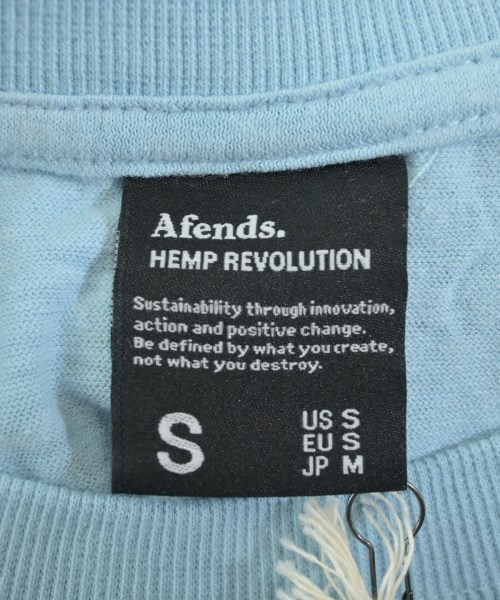 Afends.
HEMP REVOLUTION
Sustainability through innovation,
action and positive change.
Be defined by what you create,
not what you destroy.
S
US S
EU S
JP M